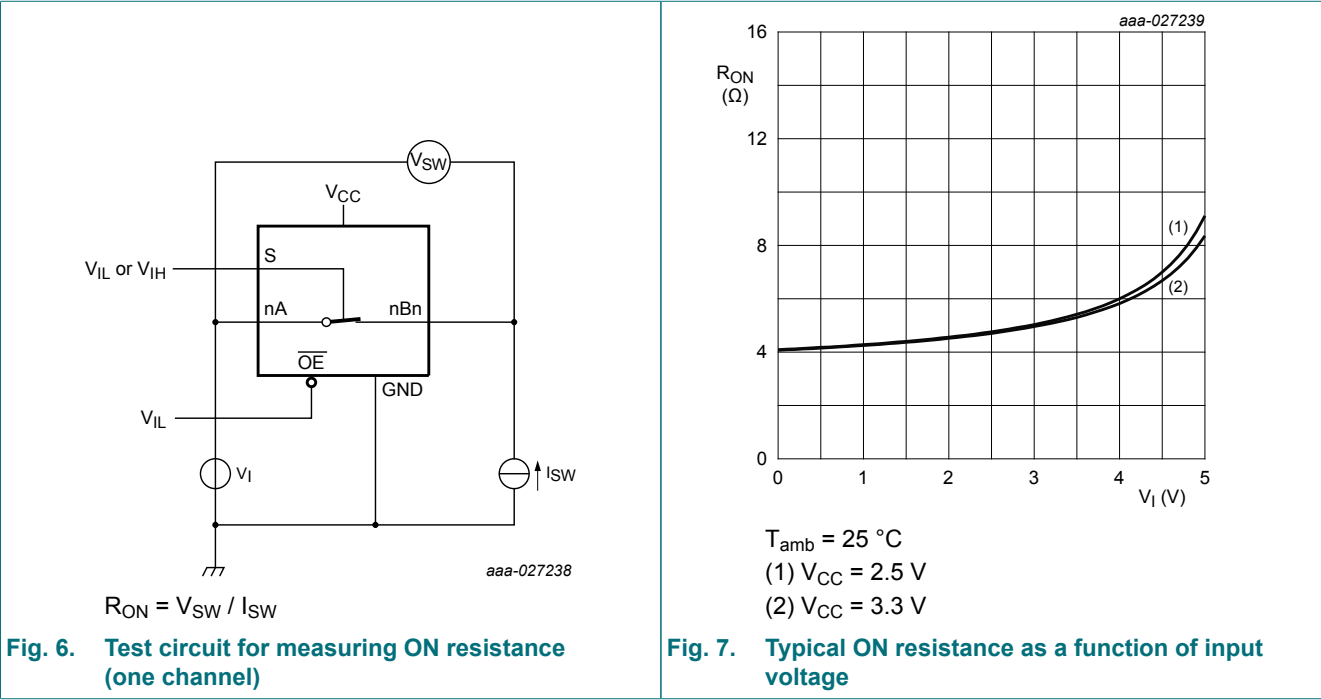 VSW
VCC
S
VIL or VIH
nA
nBn
OE
GND
VIL
VI
ISW
aaa-027238
RON = VSW / ISW
Fig. 6. Test circuit for measuring ON resistance
(one channel)
aaa-027239
16
RON
(Ω)
12
(1)
8
(2)
4
0
0 1 2 3 4 5
VI (V)
Tamb = 25 °C
(1) VCC = 2.5 V
(2) VCC = 3.3 V
Fig. 7. Typical ON resistance as a function of input
voltage